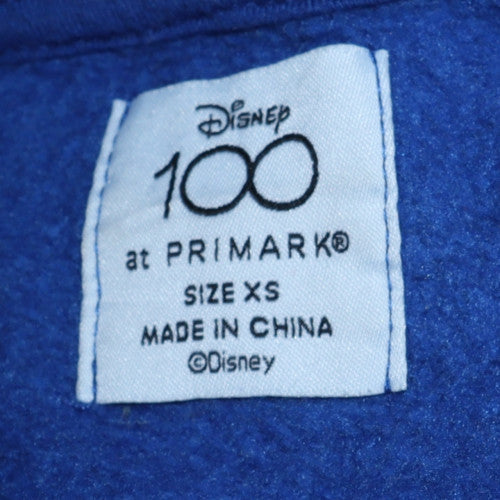 Disney
100
at PRIMARK®
SIZE XS
MADE IN CHINA
©Disney